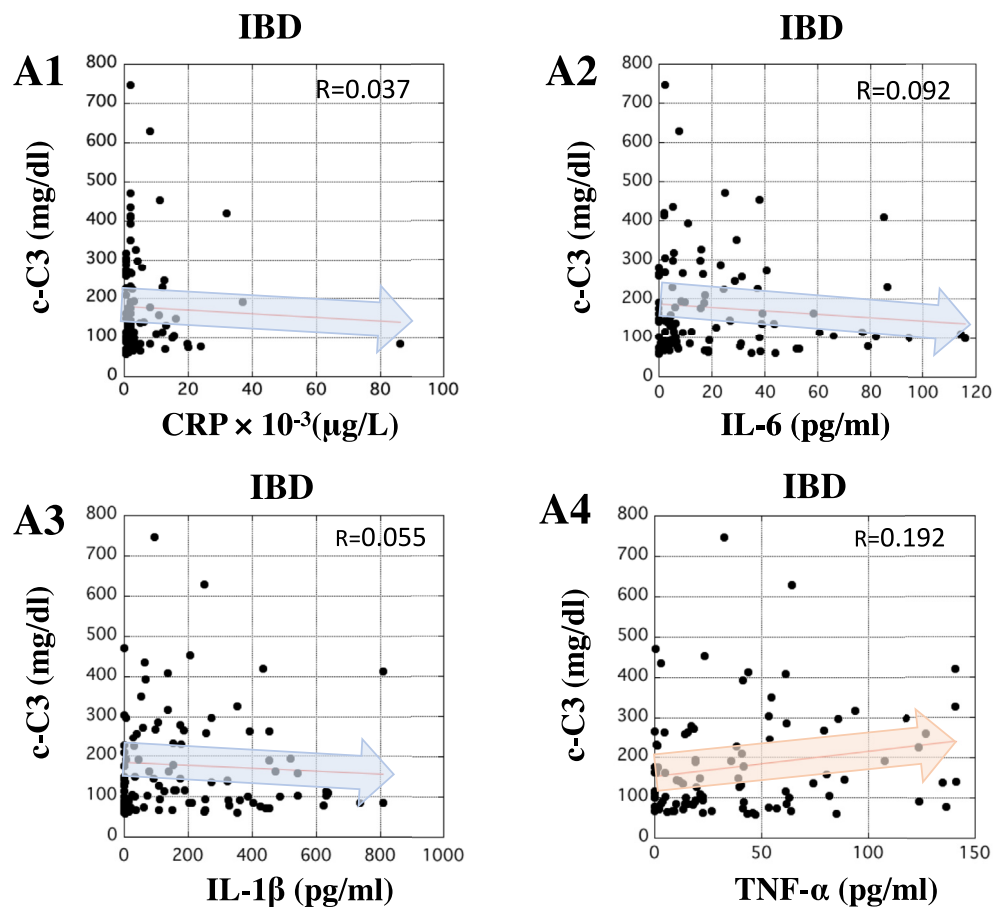 IBD
A1
R=0.037
800
700
600
500
400
300
200
100
0
0
20
40
60
80
100
c-C3 (mg/dl)
CRP × 10⁻³(µg/L)
IBD
A2
R=0.092
800
700
600
500
400
300
200
100
0
0
20
40
60
80
100
120
c-C3 (mg/dl)
IL-6 (pg/ml)
IBD
A3
R=0.055
800
700
600
500
400
300
200
100
0
0
200
400
600
800
1000
c-C3 (mg/dl)
IL-1β (pg/ml)
IBD
A4
R=0.192
800
700
600
500
400
300
200
100
0
0
50
100
150
c-C3 (mg/dl)
TNF-α (pg/ml)